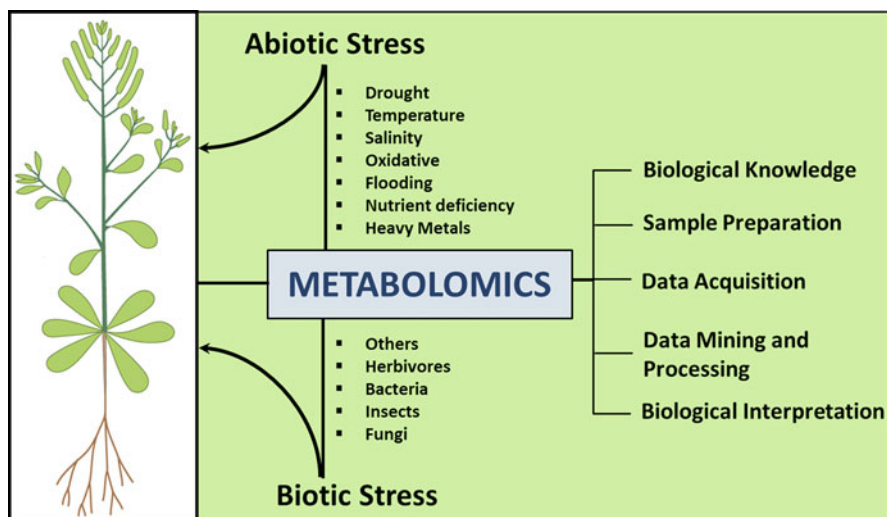 Abiotic Stress
▪ Drought
▪ Temperature
▪ Salinity
▪ Oxidative
▪ Flooding
▪ Nutrient deficiency
▪ Heavy Metals
METABOLOMICS
▪ Others
▪ Herbivores
▪ Bacteria
▪ Insects
▪ Fungi
Biotic Stress
Biological Knowledge
Sample Preparation
Data Acquisition
Data Mining and
Processing
Biological Interpretation